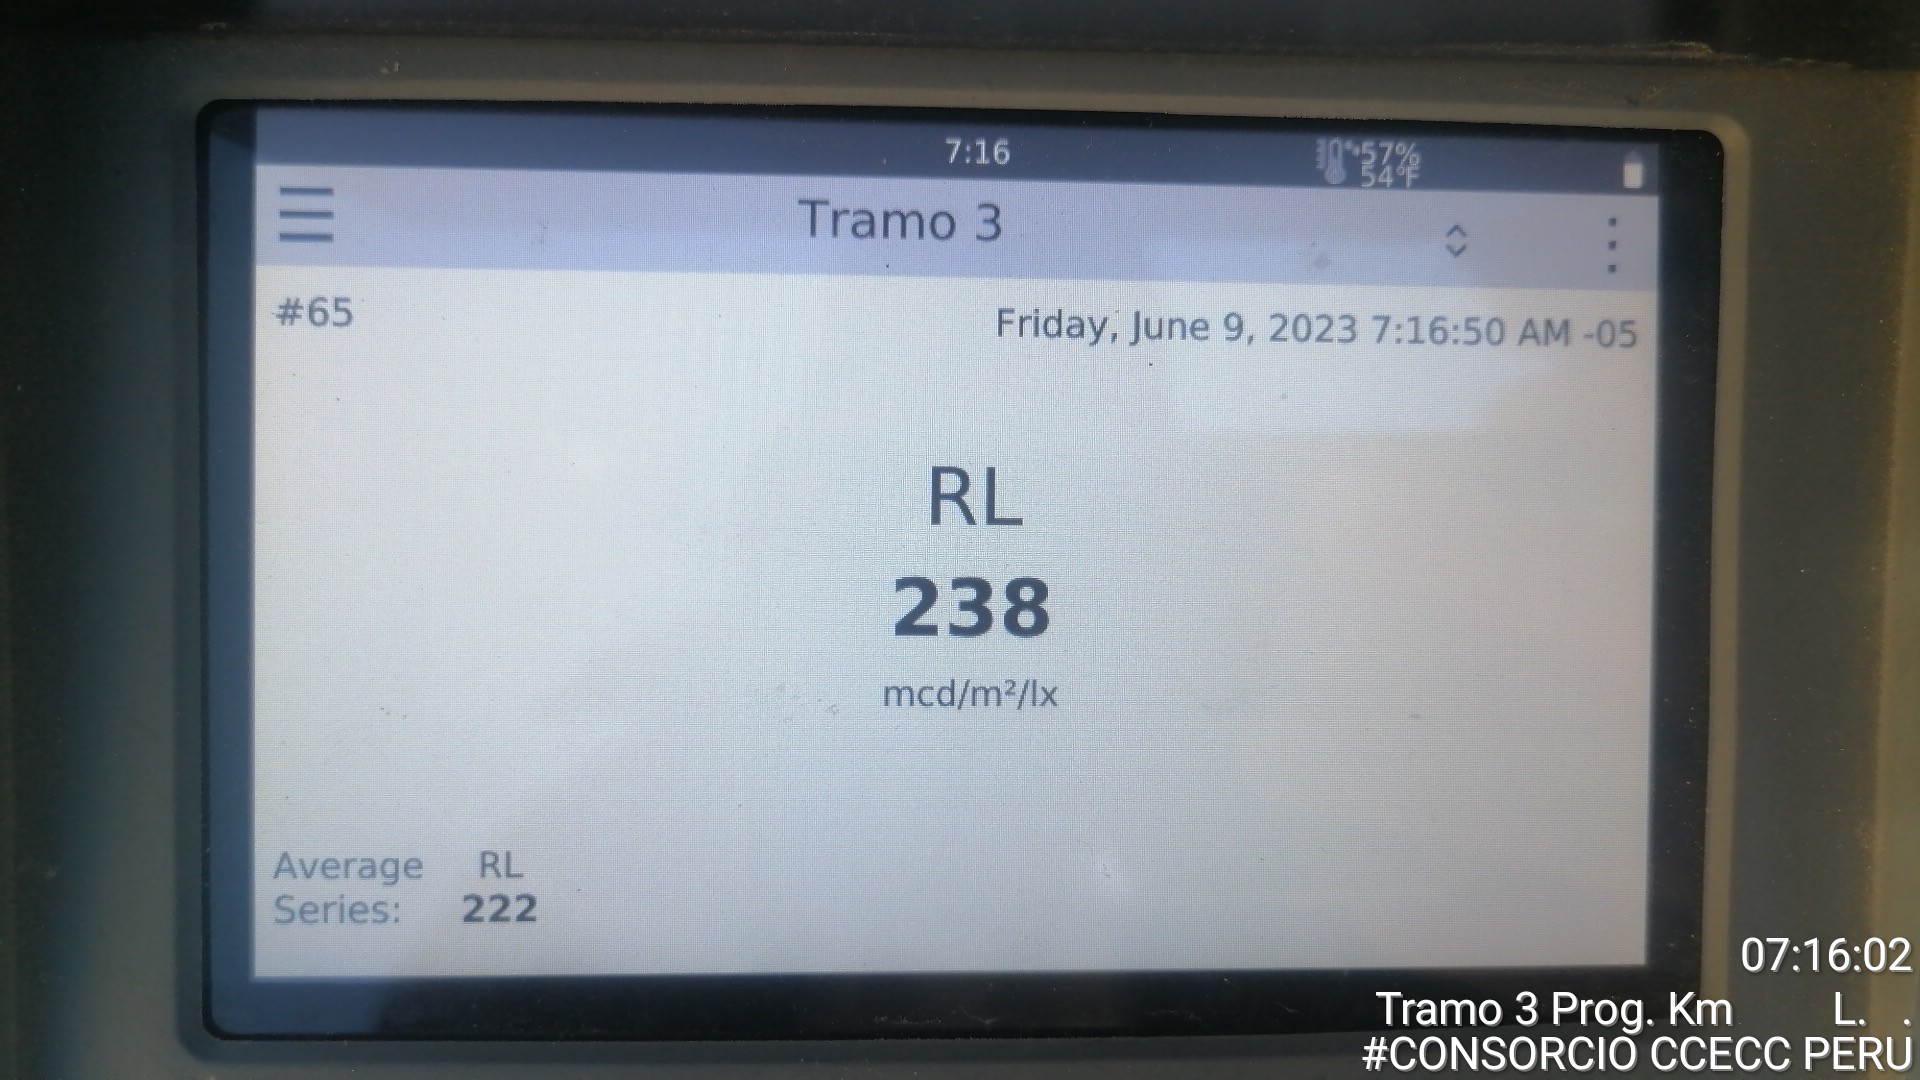 7:16
57%
54°F
Tramo 3
#65
Friday, June 9, 2023 7:16:50 AM -05
RL
238
mcd/m²/lx
Average RL
Series: 222
07:16:02
Tramo 3 Prog. Km L. .
#CONSORCIO CCECC PERU